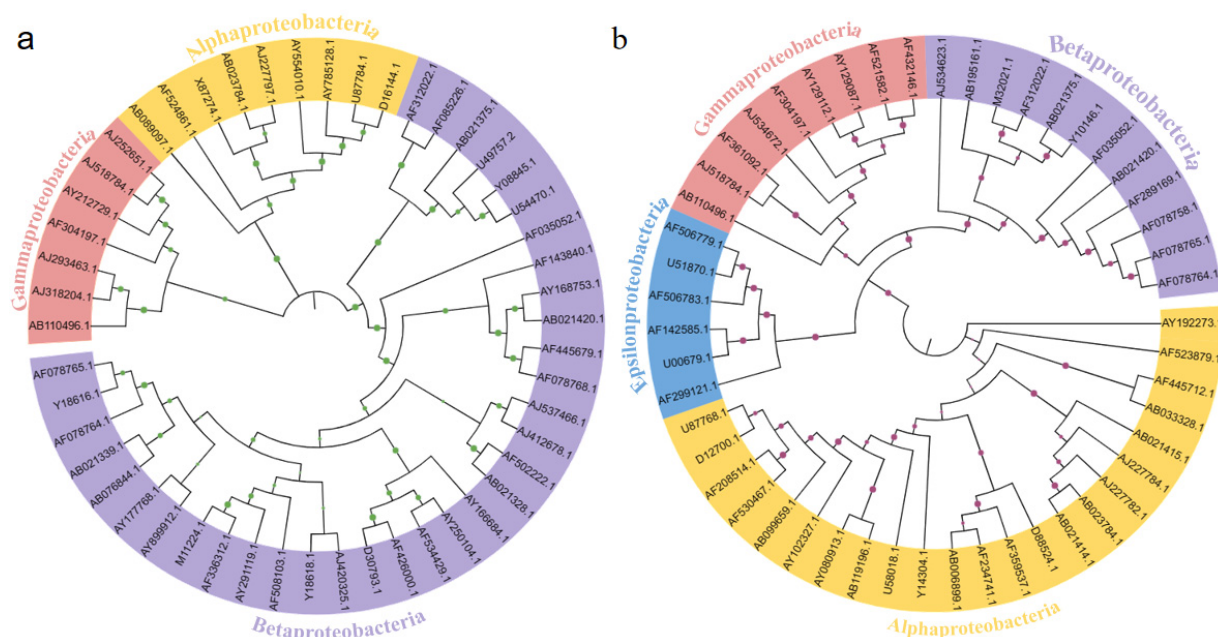 a
Alphaproteobacteria
AB089097.1
AF524861.1
X87274.1
AB023784.1
AJ227797.1
AY554010.1
AY785128.1
U87784.1
D16144.1
AF312022.1
AF085226.1
AB021375.1
U49757.2
Y08845.1
U54470.1
AF035052.1
AF143840.1
AY168753.1
AB021420.1
AF445679.1
AF078768.1
AJ537466.1
AJ412678.1
AF502222.1
AB021328.1
AY166684.1
AY250104.1
AF534429.1
AF426000.1
D30793.1
AJ420325.1
Y18618.1
AF508103.1
AY291119.1
AF336312.1
M11224.1
AY899912.1
AY177768.1
AB076844.1
AB021339.1
AF078764.1
Y18616.1
AF078765.1
Betaproteobacteria
AB110496.1
AJ318204.1
AJ293463.1
AF304197.1
AY212729.1
AJ518784.1
AJ252651.1
Gammaproteobacteria
b
Gammaproteobacteria
AB110496.1
AJ518784.1
AF361092.1
AJ534672.1
AF304197.1
AY129112.1
AY129087.1
AF521582.1
AF432146.1
Betaproteobacteria
AJ534623.1
AB195161.1
M32021.1
AF312022.1
AB021375.1
Y10146.1
AF035052.1
AB021420.1
AF289169.1
AF078758.1
AF078765.1
AF078764.1
AY192273.1
AF523879.1
AF445712.1
AB033328.1
AB021415.1
AJ227784.1
AJ227782.1
AB023784.1
AB021414.1
D88524.1
AF359537.1
AF234741.1
AB006899.1
Y14304.1
U58018.1
AB119196.1
AY080913.1
AY102327.1
AB099659.1
AF530467.1
AF208514.1
D12700.1
U87768.1
Alphaproteobacteria
AF299121.1
U00679.1
AF142585.1
AF506783.1
U51870.1
AF506779.1
Epsilonproteobacteria